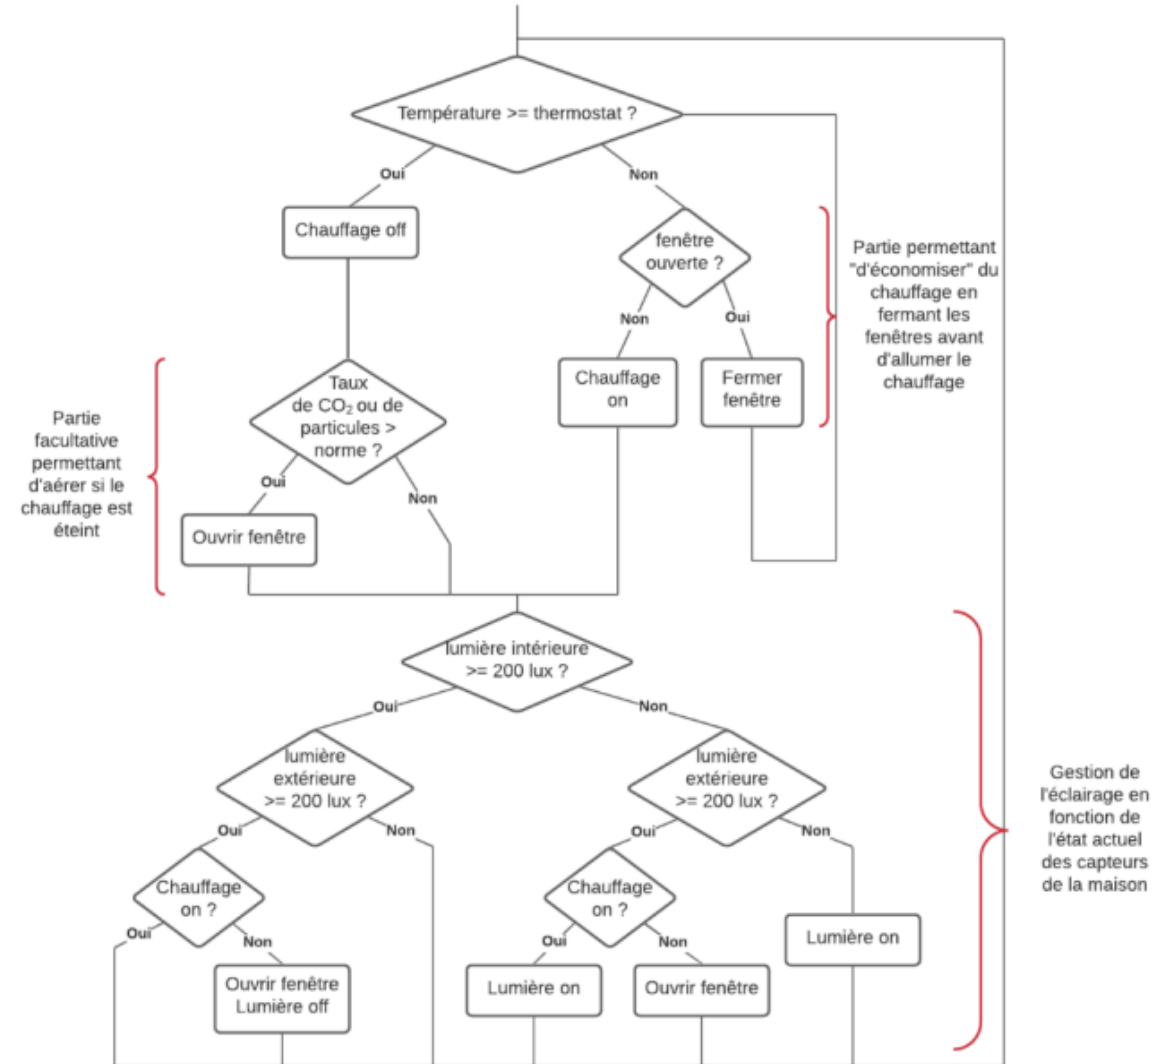 Température >= thermostat ?
Oui
Non
Chauffage off
fenêtre
ouverte ?
Partie permettant
"d'économiser" du
chauffage en
fermant les
fenêtres avant
d'allumer le
chauffage
Non
Oui
Chauffage
on
Fermer
fenêtre
Taux
de CO₂ ou de
particules >
norme ?
Partie
facultative
permettant
d'aérer si le
chauffage est
éteint
Oui
Non
Ouvrir fenêtre
lumière intérieure
>= 200 lux ?
Oui
Non
lumière
extérieure
>= 200 lux ?
lumière
extérieure
>= 200 lux ?
Gestion de
l'éclairage en
fonction de
l'état actuel
des capteurs
de la maison
Oui
Non
Oui
Non
Chauffage
on ?
Chauffage
on ?
Lumière on
Oui
Non
Oui
Non
Ouvrir fenêtre
Lumière off
Lumière on
Ouvrir fenêtre